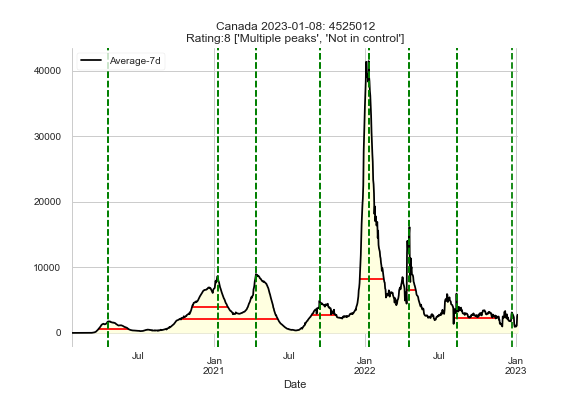 Canada 2023-01-08: 4525012
Rating:8 ['Multiple peaks', 'Not in control']
Average-7d
40000
30000
20000
10000
0
Jul
Jan
2021
Jul
Jan
2022
Jul
Jan
2023
Date